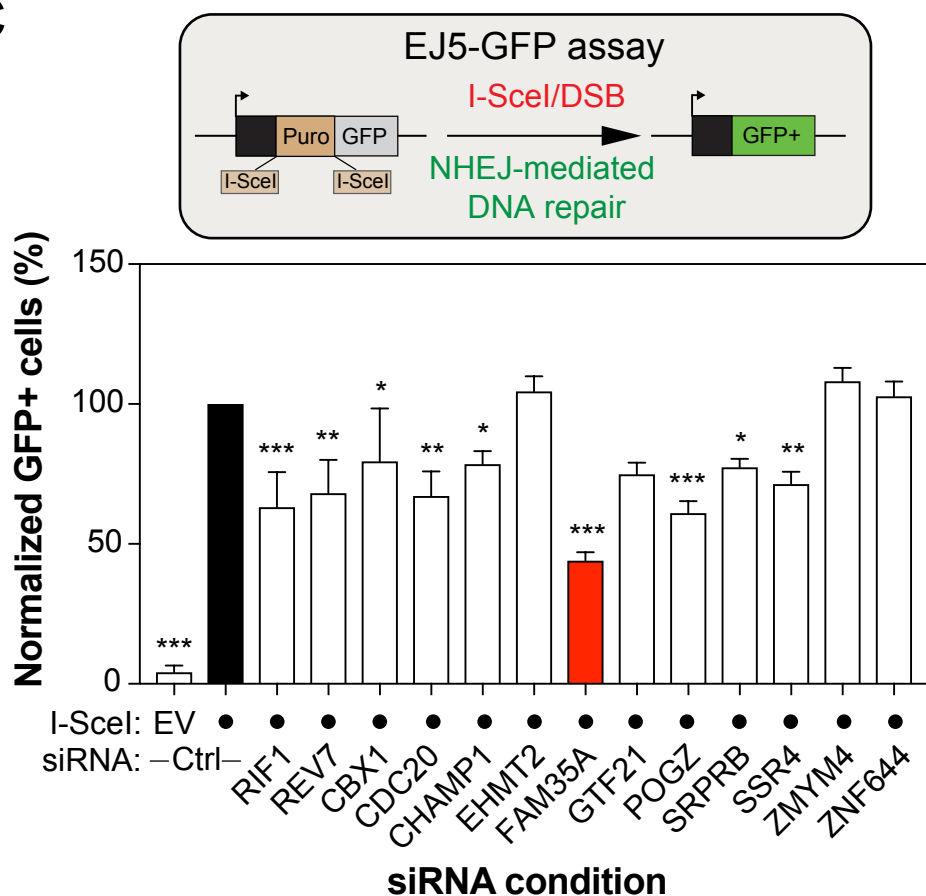 EJ5-GFP assay
I-SceI/DSB
Puro GFP
GFP+
I-SceI I-SceI
NHEJ-mediated
DNA repair
Normalized GFP+ cells (%)
150
100
50
0
*** *** ** * ** * *** *** * **
I-SceI: EV ● ● ● ● ● ● ● ● ● ● ● ● ● ●
siRNA: –Ctrl– RIF1 REV7 CBX1 CDC20 CHAMP1 EHMT2 FAM35A GTF21 POGZ SRPRB SSR4 ZMYM4 ZNF644
siRNA condition